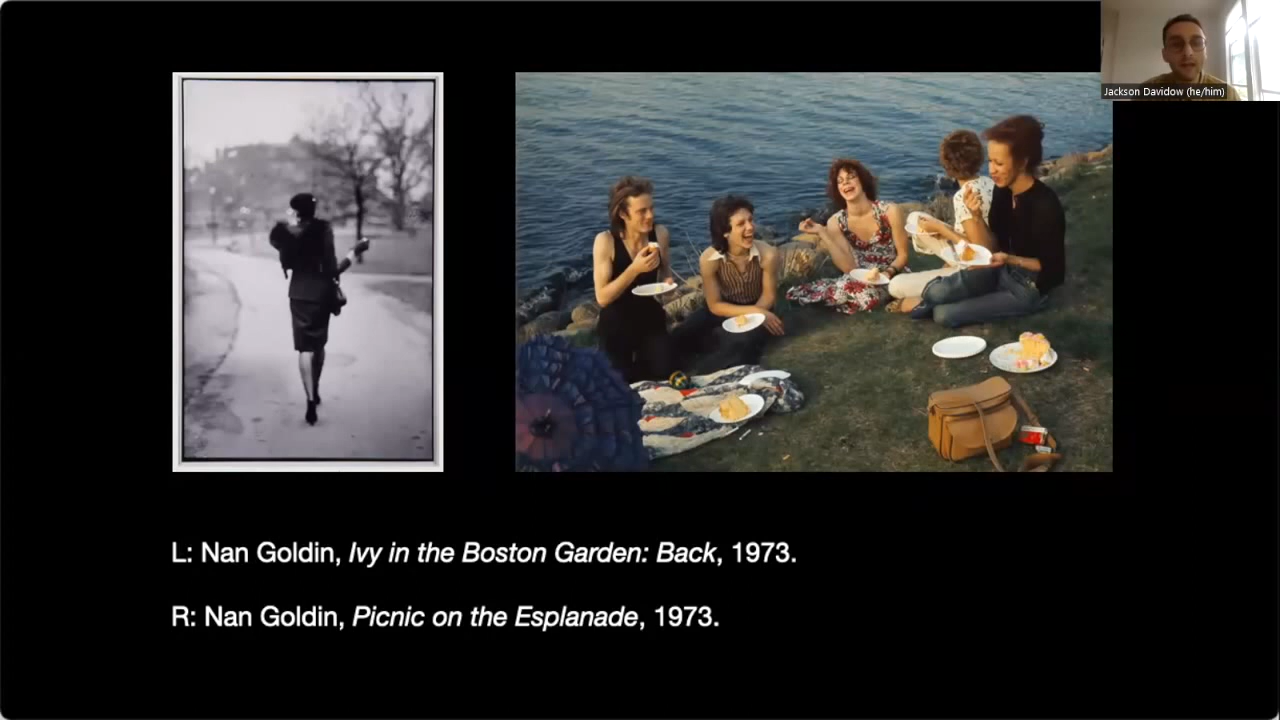 Jackson Davidow (he/him)
L: Nan Goldin, Ivy in the Boston Garden: Back, 1973.
R: Nan Goldin, Picnic on the Esplanade, 1973.